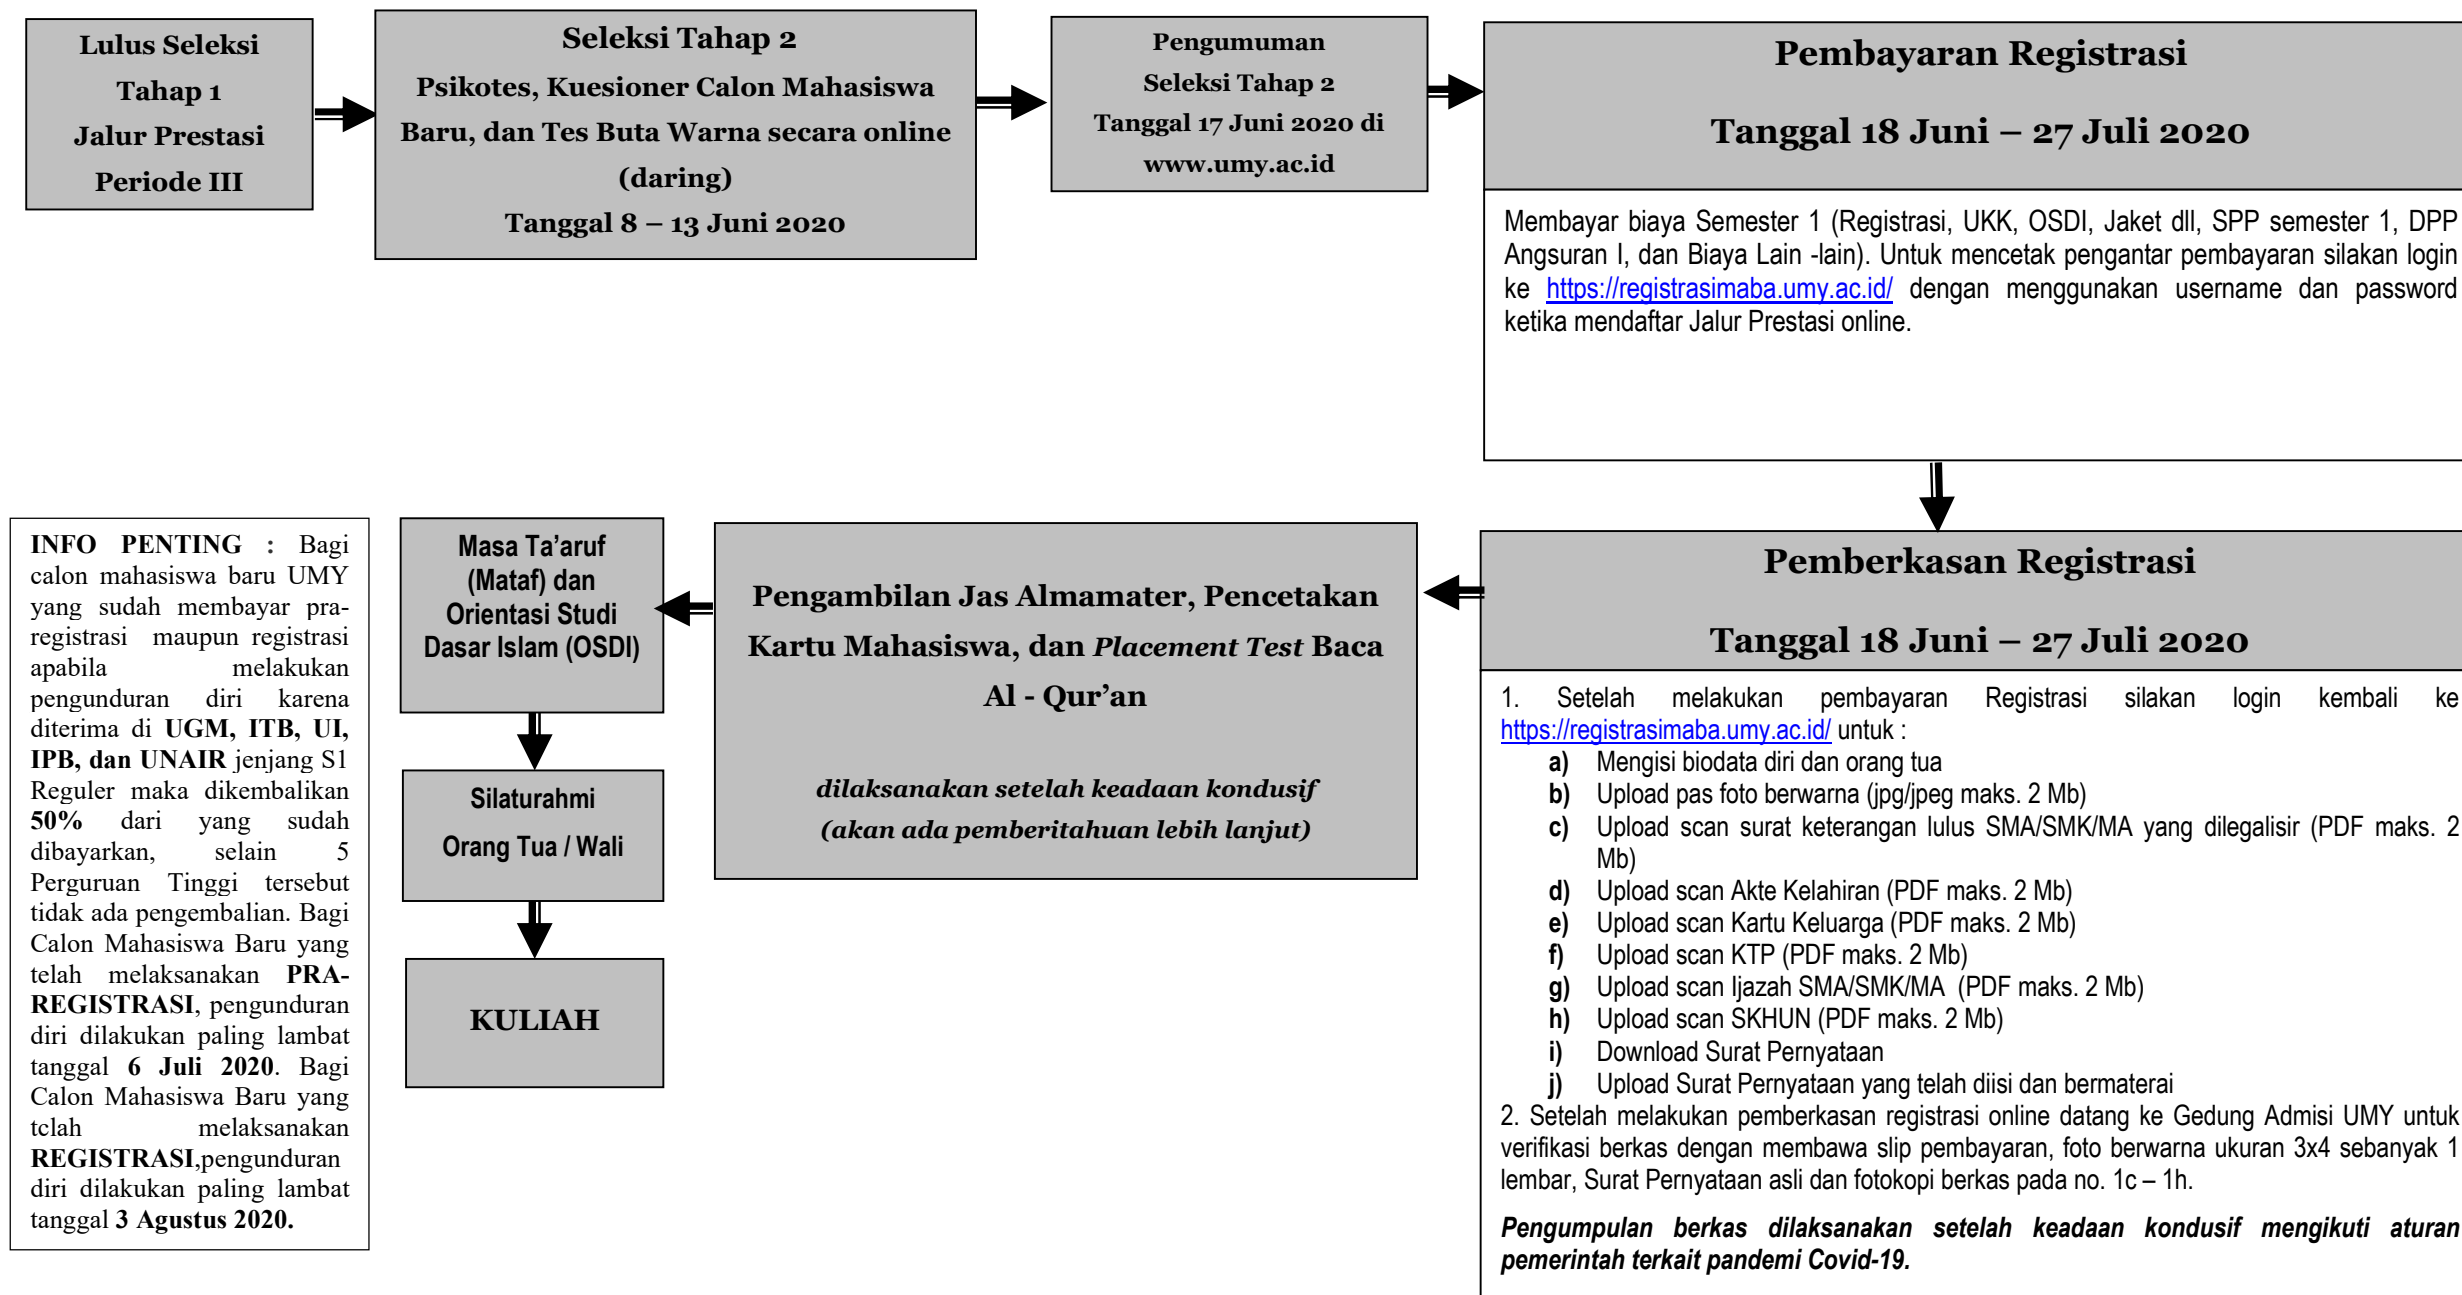 Lulus Seleksi
Tahap 1
Jalur Prestasi
Periode III
Seleksi Tahap 2
Psikotes, Kuesioner Calon Mahasiswa
Baru, dan Tes Buta Warna secara online
(daring)
Tanggal 8 – 13 Juni 2020
Pengumuman
Seleksi Tahap 2
Tanggal 17 Juni 2020 di
www.umy.ac.id
Pembayaran Registrasi
Tanggal 18 Juni – 27 Juli 2020
Membayar biaya Semester 1 (Registrasi, UKK, OSDI, Jaket dll, SPP semester 1, DPP
Angsuran I, dan Biaya Lain -lain). Untuk mencetak pengantar pembayaran silakan login
ke https://registrasimaba.umy.ac.id/ dengan menggunakan username dan password
ketika mendaftar Jalur Prestasi online.
Pemberkasan Registrasi
Tanggal 18 Juni – 27 Juli 2020
1. Setelah melakukan pembayaran Registrasi silakan login kembali ke
https://registrasimaba.umy.ac.id/ untuk :
a) Mengisi biodata diri dan orang tua
b) Upload pas foto berwarna (jpg/jpeg maks. 2 Mb)
c) Upload scan surat keterangan lulus SMA/SMK/MA yang dilegalisir (PDF maks. 2
Mb)
d) Upload scan Akte Kelahiran (PDF maks. 2 Mb)
e) Upload scan Kartu Keluarga (PDF maks. 2 Mb)
f) Upload scan KTP (PDF maks. 2 Mb)
g) Upload scan Ijazah SMA/SMK/MA (PDF maks. 2 Mb)
h) Upload scan SKHUN (PDF maks. 2 Mb)
i) Download Surat Pernyataan
j) Upload Surat Pernyataan yang telah diisi dan bermaterai
2. Setelah melakukan pemberkasan registrasi online datang ke Gedung Admisi UMY untuk
verifikasi berkas dengan membawa slip pembayaran, foto berwarna ukuran 3x4 sebanyak 1
lembar, Surat Pernyataan asli dan fotokopi berkas pada no. 1c – 1h.
Pengumpulan berkas dilaksanakan setelah keadaan kondusif mengikuti aturan
pemerintah terkait pandemi Covid-19.
Pengambilan Jas Almamater, Pencetakan
Kartu Mahasiswa, dan Placement Test Baca
Al - Qur’an
dilaksanakan setelah keadaan kondusif
(akan ada pemberitahuan lebih lanjut)
Masa Ta’aruf
(Mataf) dan
Orientasi Studi
Dasar Islam (OSDI)
Silaturahmi
Orang Tua / Wali
KULIAH
INFO PENTING : Bagi
calon mahasiswa baru UMY
yang sudah membayar pra-
registrasi maupun registrasi
apabila melakukan
pengunduran diri karena
diterima di UGM, ITB, UI,
IPB, dan UNAIR jenjang S1
Reguler maka dikembalikan
50% dari yang sudah
dibayarkan, selain 5
Perguruan Tinggi tersebut
tidak ada pengembalian. Bagi
Calon Mahasiswa Baru yang
telah melaksanakan PRA-
REGISTRASI, pengunduran
diri dilakukan paling lambat
tanggal 6 Juli 2020. Bagi
Calon Mahasiswa Baru yang
tclah melaksanakan
REGISTRASI,pengunduran
diri dilakukan paling lambat
tanggal 3 Agustus 2020.